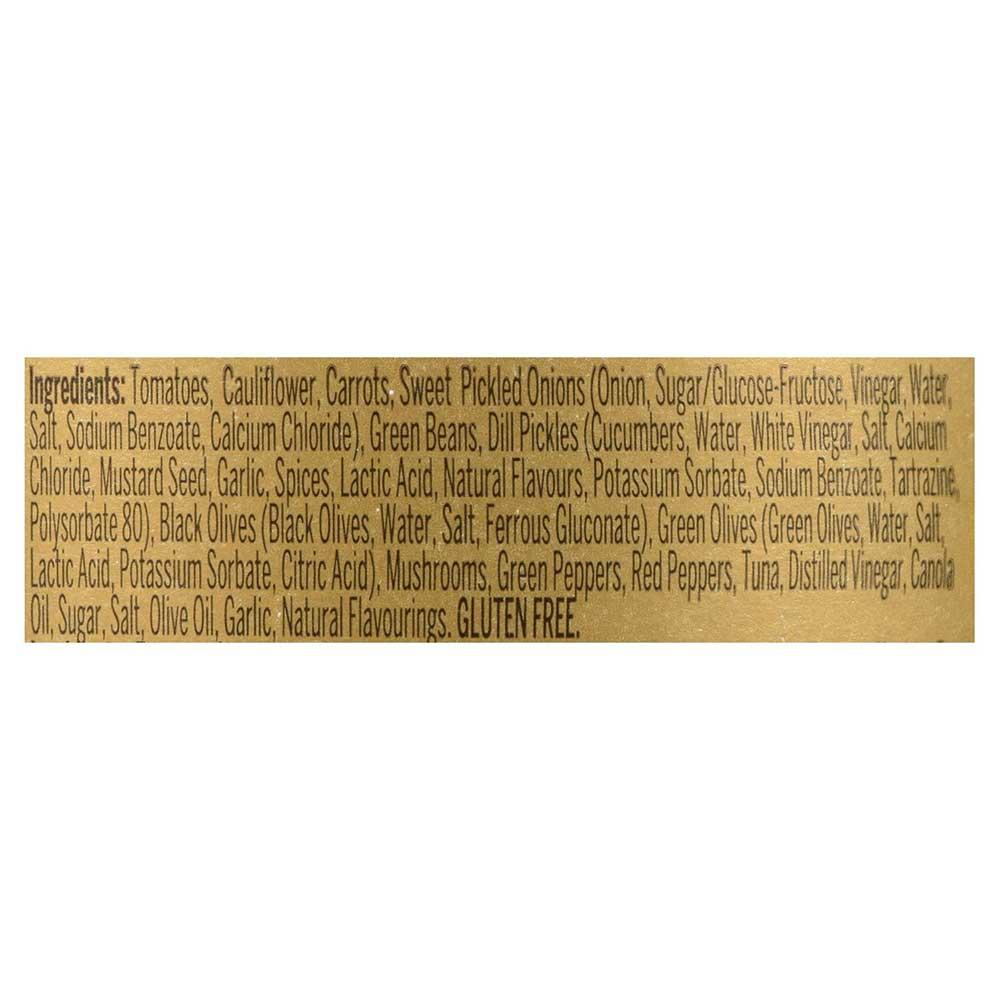 Ingredients: Tomatoes, Cauliflower, Carrots, Sweet Pickled Onions (Onion, Sugar/Glucose-Fructose, Vinegar, Water,
Salt, Sodium Benzoate, Calcium Chloride), Green Beans, Dill Pickles (Cucumbers, Water, White Vinegar, Salt, Calcium
Chloride, Mustard Seed, Garlic, Spices, Lactic Acid, Natural Flavours, Potassium Sorbate, Sodium Benzoate, Tartrazine,
Polysorbate 80), Black Olives (Black Olives, Water, Salt, Ferrous Gluconate), Green Olives (Green Olives, Water, Salt,
Lactic Acid, Potassium Sorbate, Citric Acid), Mushrooms, Green Peppers, Red Peppers, Tuna, Distilled Vinegar, Canola
Oil, Sugar, Salt, Olive Oil, Garlic, Natural Flavourings. GLUTEN FREE.